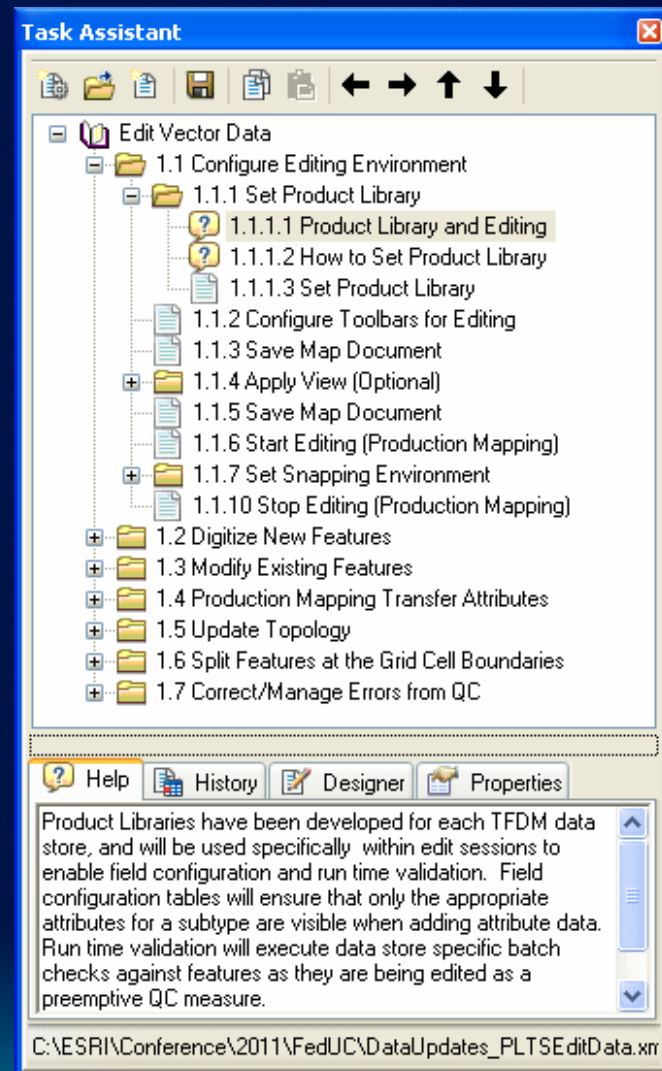 Task Assistant
Edit Vector Data
1.1 Configure Editing Environment
1.1.1 Set Product Library
1.1.1.1 Product Library and Editing
1.1.1.2 How to Set Product Library
1.1.1.3 Set Product Library
1.1.2 Configure Toolbars for Editing
1.1.3 Save Map Document
1.1.4 Apply View (Optional)
1.1.5 Save Map Document
1.1.6 Start Editing (Production Mapping)
1.1.7 Set Snapping Environment
1.1.10 Stop Editing (Production Mapping)
1.2 Digitize New Features
1.3 Modify Existing Features
1.4 Production Mapping Transfer Attributes
1.5 Update Topology
1.6 Split Features at the Grid Cell Boundaries
1.7 Correct/Manage Errors from QC
Help History Designer Properties
Product Libraries have been developed for each TFDM data
store, and will be used specifically within edit sessions to
enable field configuration and run time validation. Field
configuration tables will ensure that only the appropriate
attributes for a subtype are visible when adding attribute data.
Run time validation will execute data store specific batch
checks against features as they are being edited as a
preemptive QC measure.
C:\ESRI\Conference\2011\FedUC\DataUpdates_PLTSEditData.xm